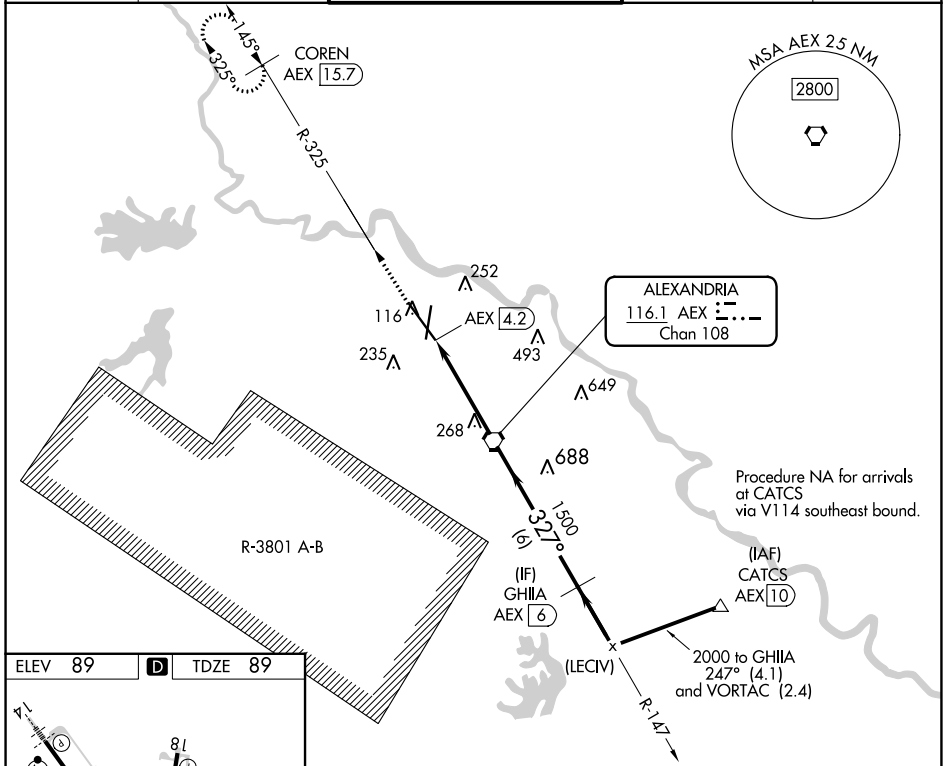 145°
325°
COREN
AEX 15.7
R-325
MSA AEX 25 NM
2800
252
116
AEX 4.2
235
493
ALEXANDRIA
116.1 AEX
Chan 108
649
268
688
1500
327°
(6)
R-3801 A-B
Procedure NA for arrivals
at CATCS
via V114 southeast bound.
(IF)
GHIIA
AEX 6
(IAF)
CATCS
AEX 10
(LECIV)
2000 to GHIIA
247° (4.1)
and VORTAC (2.4)
R-147
ELEV 89 D TDZE 89
14
P
18